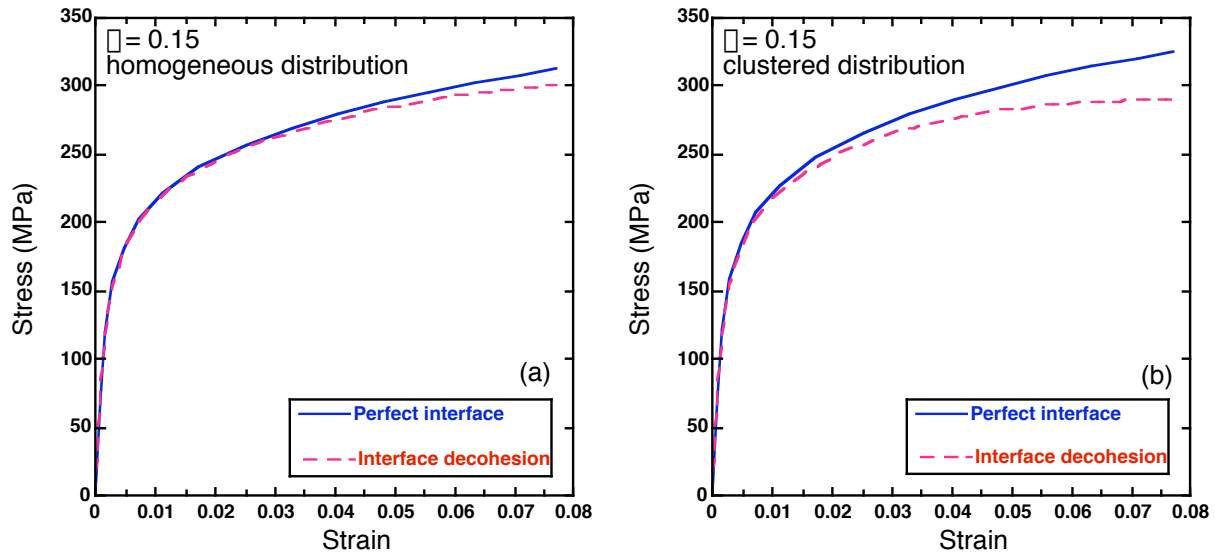 350
300
250
200
150
100
50
0
Stress (MPa)
= 0.15
homogeneous distribution
(a)
Perfect interface
Interface decohesion
0 0.01 0.02 0.03 0.04 0.05 0.06 0.07 0.08
Strain
350
300
250
200
150
100
50
0
Stress (MPa)
= 0.15
clustered distribution
(b)
Perfect interface
Interface decohesion
0 0.01 0.02 0.03 0.04 0.05 0.06 0.07 0.08
Strain